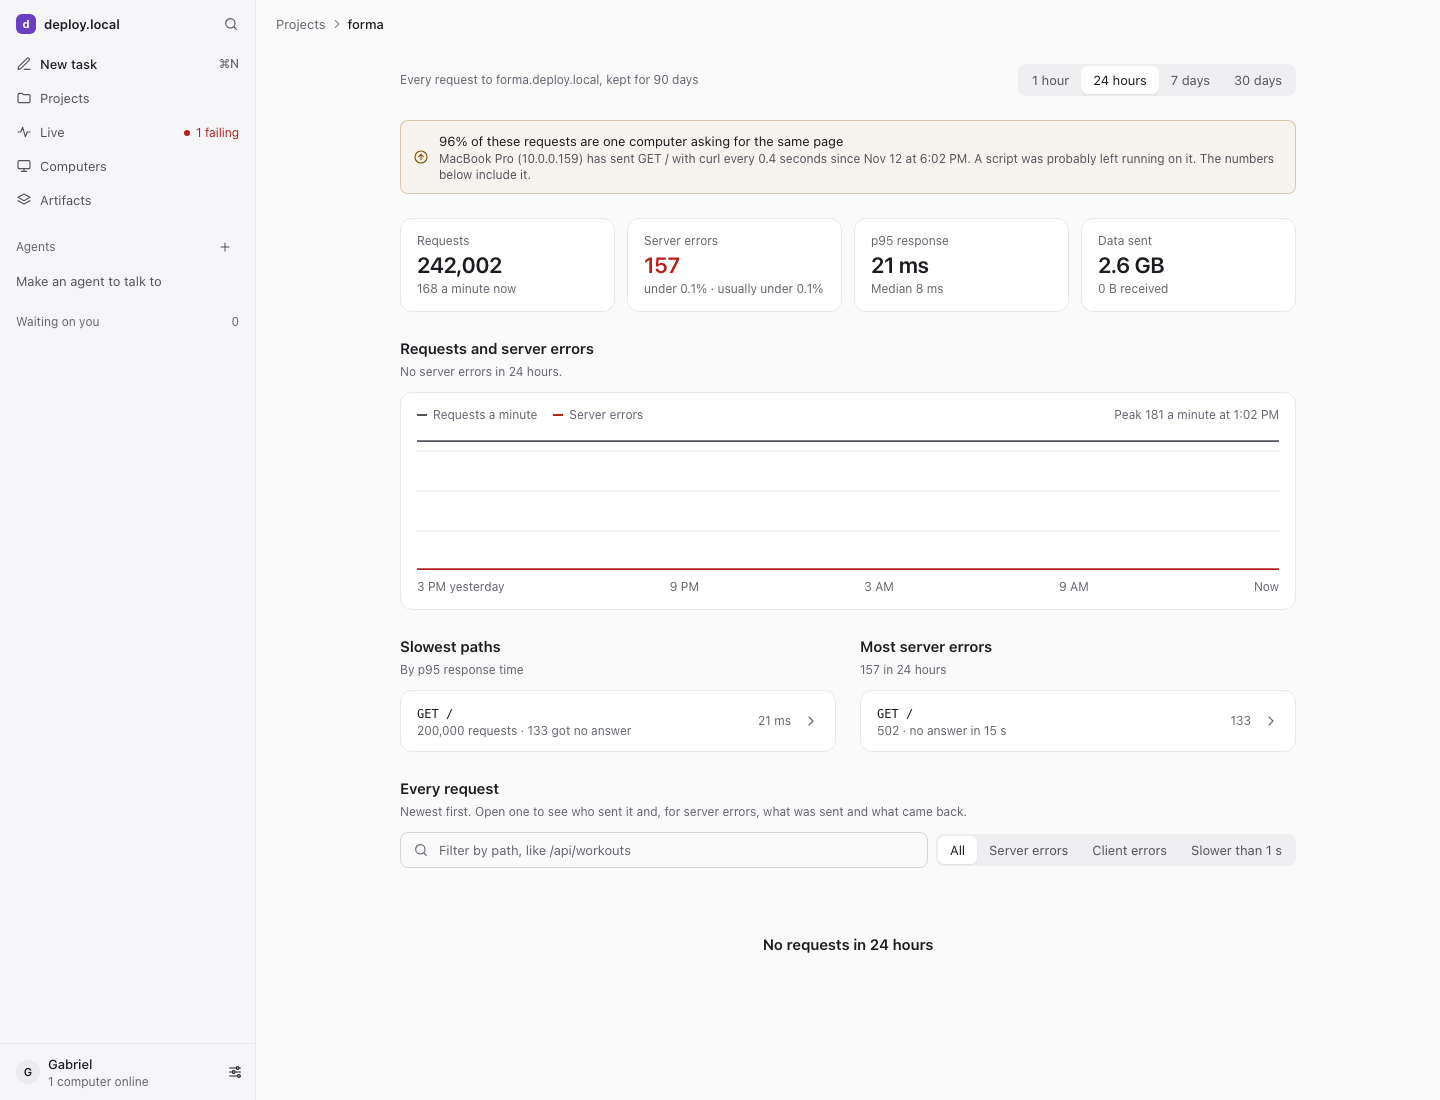 d deploy.local
New task ⌘N
Projects
Live 1 failing
Computers
Artifacts
Agents
Make an agent to talk to
Waiting on you 0
G Gabriel
1 computer online
Projects forma
Every request to forma.deploy.local, kept for 90 days
1 hour 24 hours 7 days 30 days
96% of these requests are one computer asking for the same page
MacBook Pro (10.0.0.159) has sent GET / with curl every 0.4 seconds since Nov 12 at 6:02 PM. A script was probably left running on it. The numbers
below include it.
Requests
242,002
168 a minute now
Server errors
157
under 0.1% · usually under 0.1%
p95 response
21 ms
Median 8 ms
Data sent
2.6 GB
0 B received
Requests and server errors
No server errors in 24 hours.
Requests a minute Server errors Peak 181 a minute at 1:02 PM
3 PM yesterday 9 PM 3 AM 9 AM Now
Slowest paths
By p95 response time
GET /
200,000 requests · 133 got no answer
21 ms
Most server errors
157 in 24 hours
GET /
502 · no answer in 15 s
133
Every request
Newest first. Open one to see who sent it and, for server errors, what was sent and what came back.
Filter by path, like /api/workouts
All Server errors Client errors Slower than 1 s
No requests in 24 hours